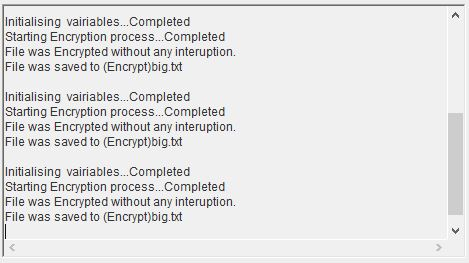 Initialising vairiables...Completed
Starting Encryption process...Completed
File was Encrypted without any interuption.
File was saved to (Encrypt)big.txt
Initialising vairiables...Completed
Starting Encryption process...Completed
File was Encrypted without any interuption.
File was saved to (Encrypt)big.txt
Initialising vairiables...Completed
Starting Encryption process...Completed
File was Encrypted without any interuption.
File was saved to (Encrypt)big.txt